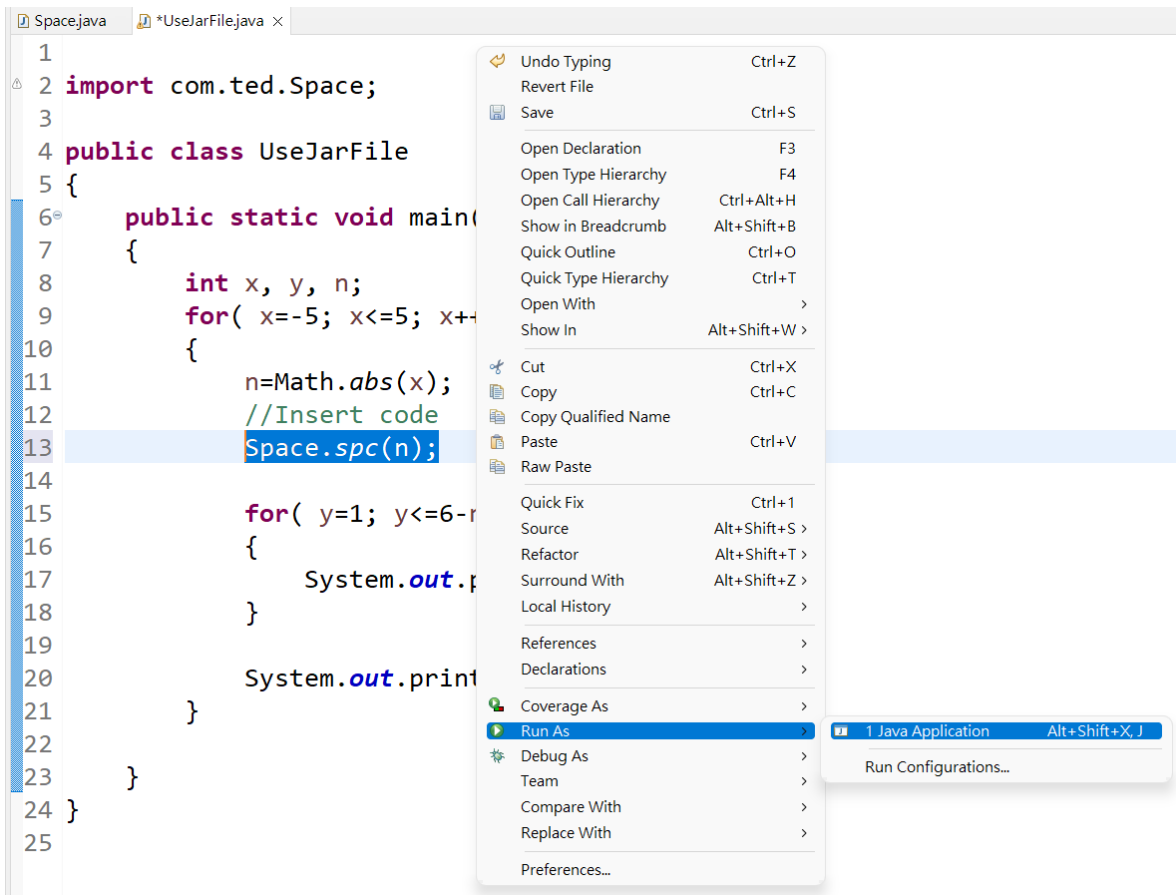 Space.java
*UseJarFile.java
1
2 import com.ted.Space;
3
4 public class UseJarFile
5 {
6 public static void main(
7 {
8 int x, y, n;
9 for( x=-5; x<=5; x++
10 {
11 n=Math.abs(x);
12 //Insert code
13 Space.spc(n);
14
15 for( y=1; y<=6-n
16 {
17 System.out.p
18 }
19
20 System.out.print
21 }
22
23 }
24 }
25
Undo Typing Ctrl+Z
Revert File
Save Ctrl+S
Open Declaration F3
Open Type Hierarchy F4
Open Call Hierarchy Ctrl+Alt+H
Show in Breadcrumb Alt+Shift+B
Quick Outline Ctrl+O
Quick Type Hierarchy Ctrl+T
Open With >
Show In Alt+Shift+W >
Cut Ctrl+X
Copy Ctrl+C
Copy Qualified Name
Paste Ctrl+V
Raw Paste
Quick Fix Ctrl+1
Source Alt+Shift+S >
Refactor Alt+Shift+T >
Surround With Alt+Shift+Z >
Local History >
References >
Declarations >
Coverage As >
Run As >
Debug As >
Team >
Compare With >
Replace With >
Preferences...
1 Java Application Alt+Shift+X, J
Run Configurations...